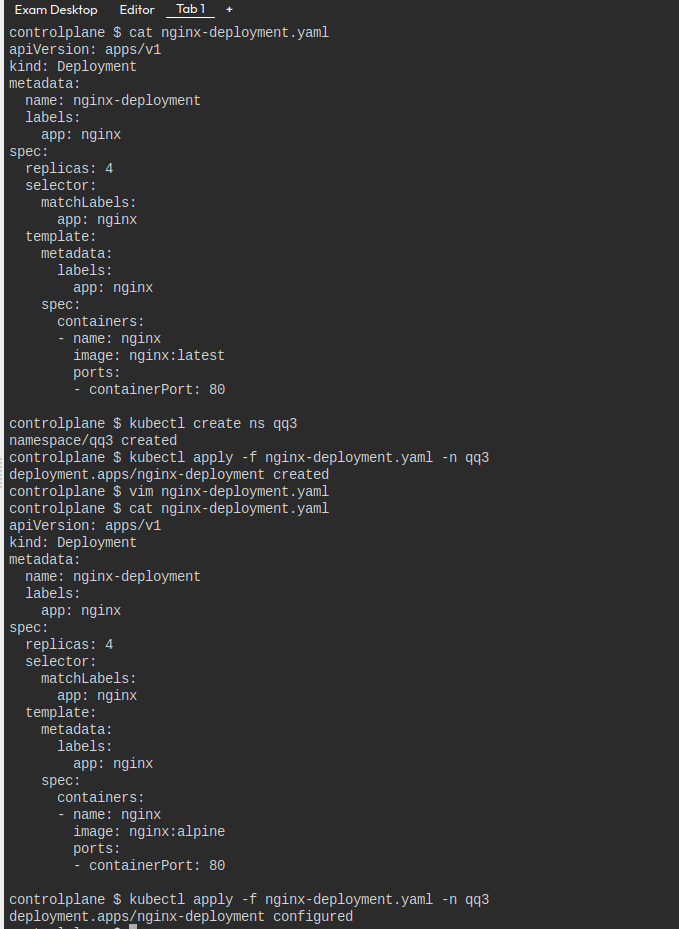 Exam Desktop Editor Tab 1 +
controlplane $ cat nginx-deployment.yaml
apiVersion: apps/v1
kind: Deployment
metadata:
  name: nginx-deployment
  labels:
    app: nginx
spec:
  replicas: 4
  selector:
    matchLabels:
      app: nginx
  template:
    metadata:
      labels:
        app: nginx
    spec:
      containers:
      - name: nginx
        image: nginx:latest
        ports:
        - containerPort: 80

controlplane $ kubectl create ns qq3
namespace/qq3 created
controlplane $ kubectl apply -f nginx-deployment.yaml -n qq3
deployment.apps/nginx-deployment created
controlplane $ vim nginx-deployment.yaml
controlplane $ cat nginx-deployment.yaml
apiVersion: apps/v1
kind: Deployment
metadata:
  name: nginx-deployment
  labels:
    app: nginx
spec:
  replicas: 4
  selector:
    matchLabels:
      app: nginx
  template:
    metadata:
      labels:
        app: nginx
    spec:
      containers:
      - name: nginx
        image: nginx:alpine
        ports:
        - containerPort: 80

controlplane $ kubectl apply -f nginx-deployment.yaml -n qq3
deployment.apps/nginx-deployment configured
controlplane $